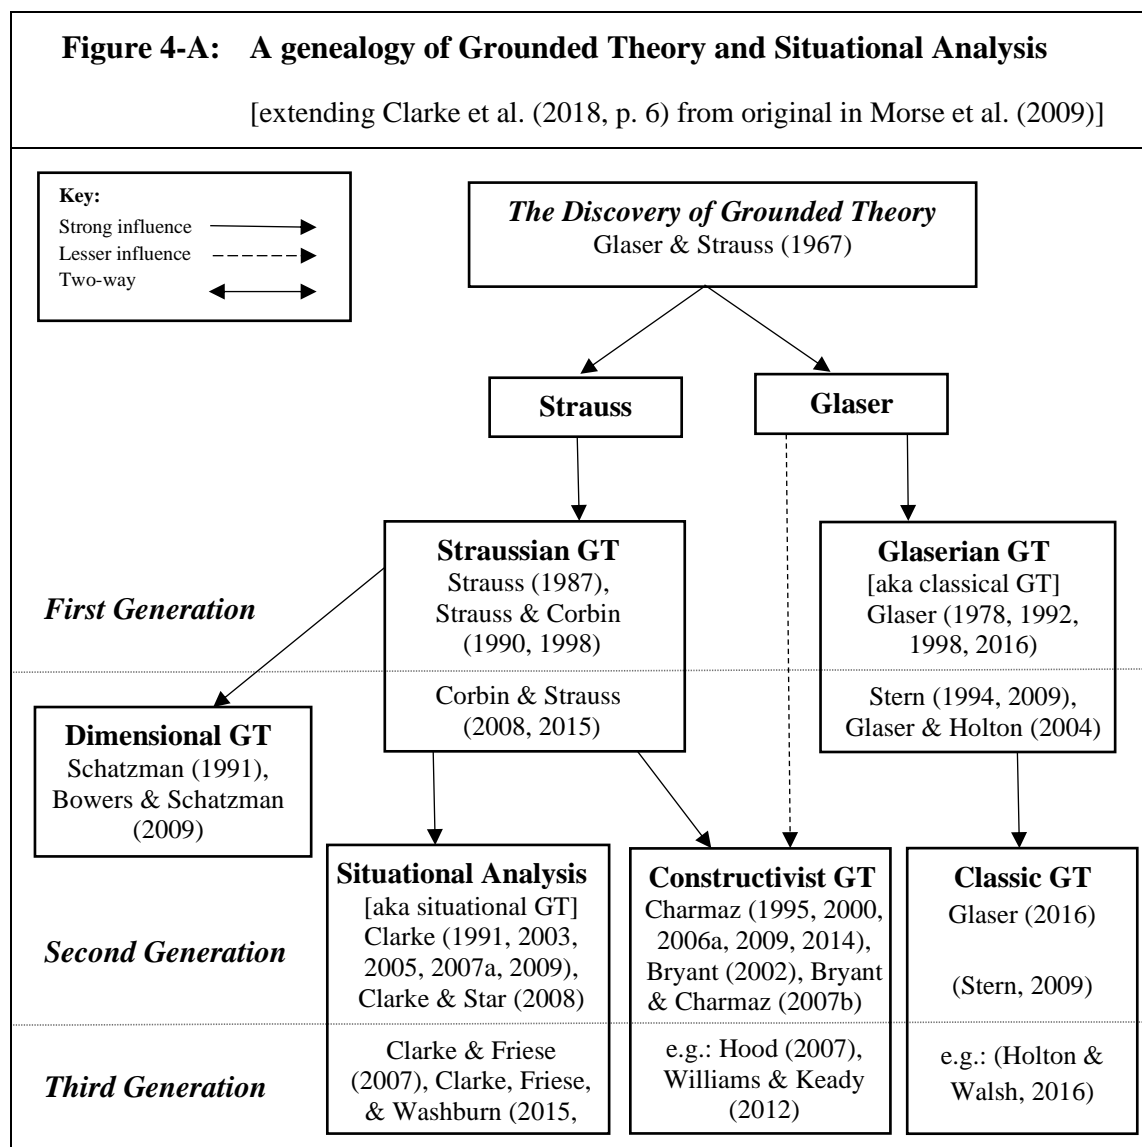 Figure 4-A: A genealogy of Grounded Theory and Situational Analysis
[extending Clarke et al. (2018, p. 6) from original in Morse et al. (2009)]
Key:
Strong influence
Lesser influence
Two-way
The Discovery of Grounded Theory
Glaser & Strauss (1967)
Strauss
Glaser
Straussian GT
Strauss (1987),
Strauss & Corbin
(1990, 1998)
Glaserian GT
[aka classical GT]
Glaser (1978, 1992,
1998, 2016)
First Generation
Corbin & Strauss
(2008, 2015)
Stern (1994, 2009),
Glaser & Holton (2004)
Dimensional GT
Schatzman (1991),
Bowers & Schatzman
(2009)
Situational Analysis
[aka situational GT]
Clarke (1991, 2003,
2005, 2007a, 2009),
Clarke & Star (2008)
Constructivist GT
Charmaz (1995, 2000,
2006a, 2009, 2014),
Bryant (2002), Bryant
& Charmaz (2007b)
Classic GT
Glaser (2016)
(Stern, 2009)
Second Generation
Clarke & Friese
(2007), Clarke, Friese,
& Washburn (2015,
e.g.: Hood (2007),
Williams & Keady
(2012)
e.g.: (Holton &
Walsh, 2016)
Third Generation